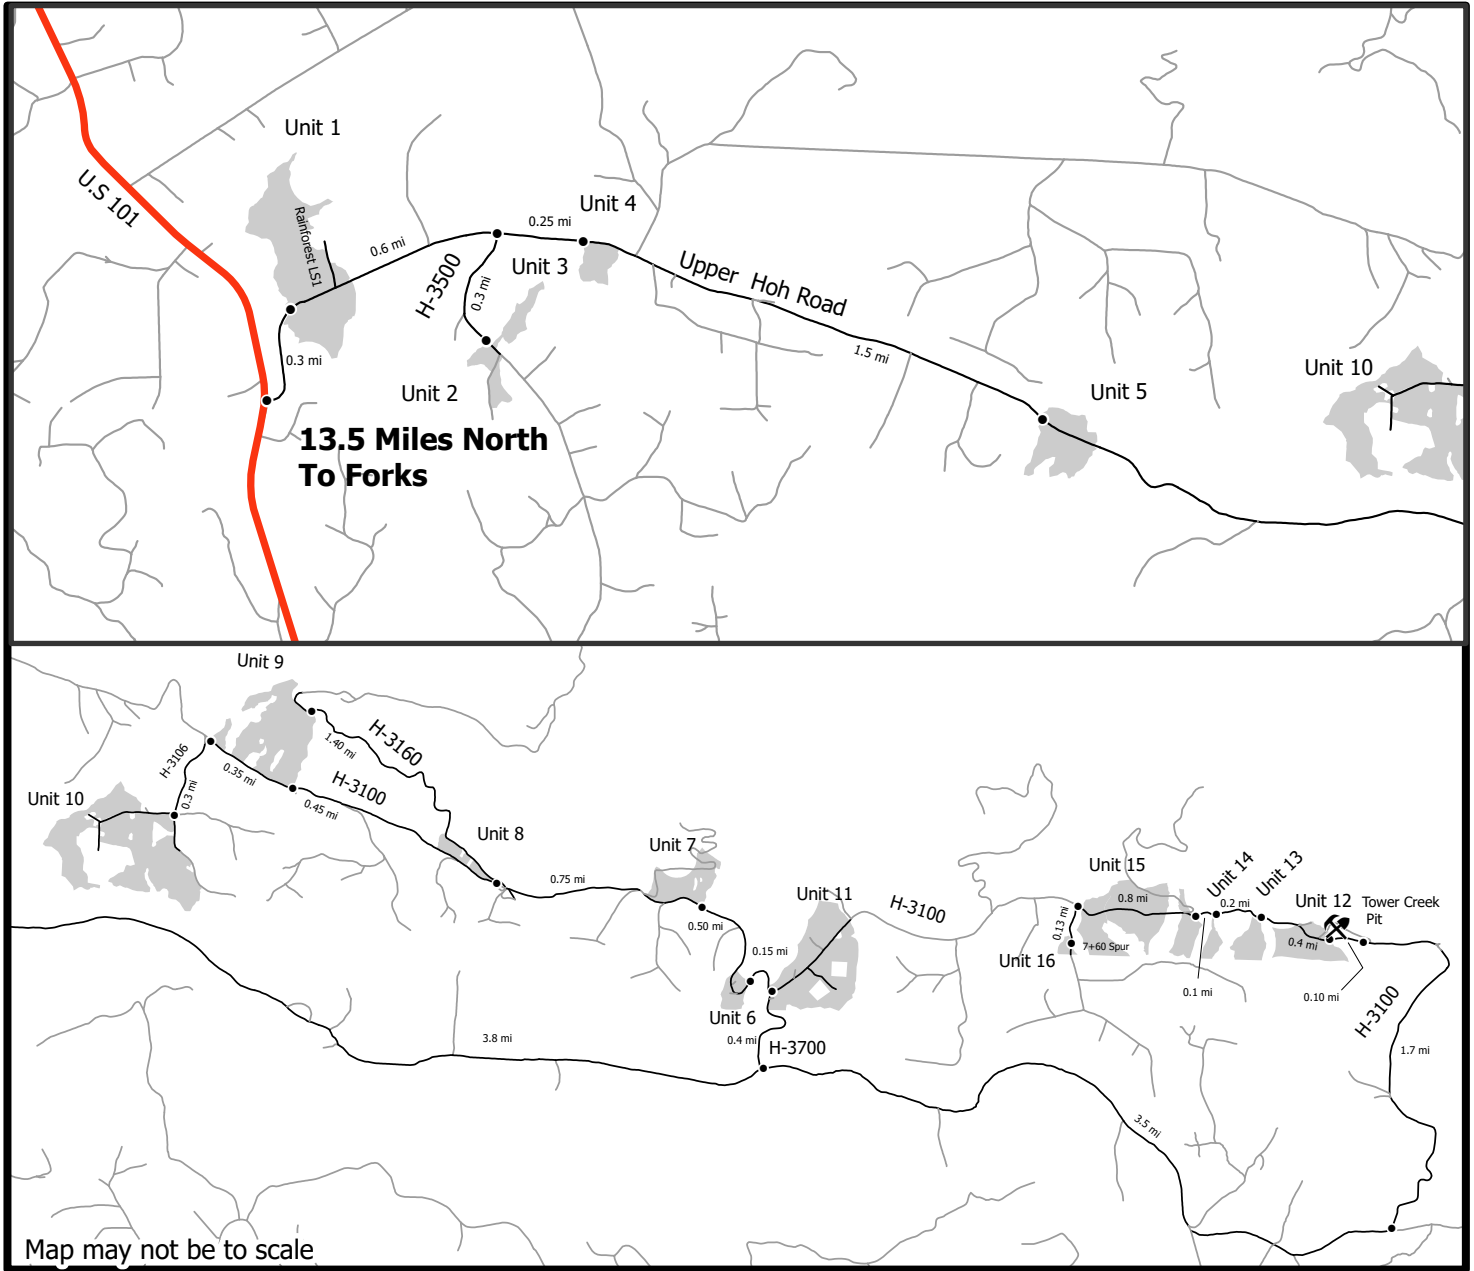 Unit 1
U.S 101
Rainforest LS1
0.6 mi
0.25 mi
Unit 4
H-3500
0.3 mi
Unit 3
Upper Hoh Road
0.3 mi
1.5 mi
Unit 2
Unit 5
Unit 10
13.5 Miles North
To Forks
Unit 9
H-3106
0.35 mi
1.40 mi
H-3160
H-3100
0.3 mi
0.45 mi
Unit 10
Unit 8
0.75 mi
Unit 7
0.50 mi
Unit 11
0.15 mi
H-3100
Unit 6
0.4 mi
H-3700
3.8 mi
Unit 15
0.8 mi
Unit 14
0.2 mi
Unit 13
Unit 12
Tower Creek
Pit
0.13 mi
7+60 Spur
Unit 16
0.4 mi
0.1 mi
0.10 mi
H-3100
1.7 mi
3.5 mi
Map may not be to scale